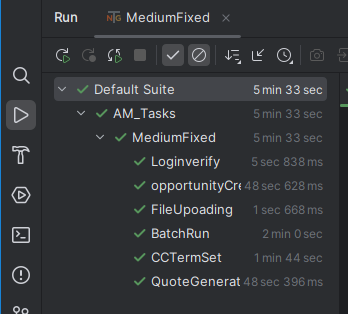 Run
MediumFixed
Default Suite 5 min 33 sec
AM_Tasks 5 min 33 sec
MediumFixed 5 min 33 sec
Loginverify 5 sec 838 ms
opportunityCre 48 sec 628 ms
FileUpoading 1 sec 668 ms
BatchRun 2 min 0 sec
CCTermSet 1 min 44 sec
QuoteGenerat 48 sec 396 ms